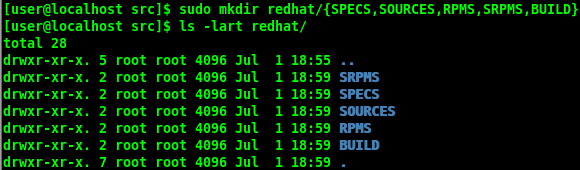 [user@localhost src]$ sudo mkdir redhat/{SPECS,SOURCES,RPMS,SRPMS,BUILD}
[user@localhost src]$ ls -lart redhat/
total 28
drwxr-xr-x. 5 root root 4096 Jul  1 18:55 ..
drwxr-xr-x. 2 root root 4096 Jul  1 18:59 SRPMS
drwxr-xr-x. 2 root root 4096 Jul  1 18:59 SPECS
drwxr-xr-x. 2 root root 4096 Jul  1 18:59 SOURCES
drwxr-xr-x. 2 root root 4096 Jul  1 18:59 RPMS
drwxr-xr-x. 2 root root 4096 Jul  1 18:59 BUILD
drwxr-xr-x. 7 root root 4096 Jul  1 18:59 .